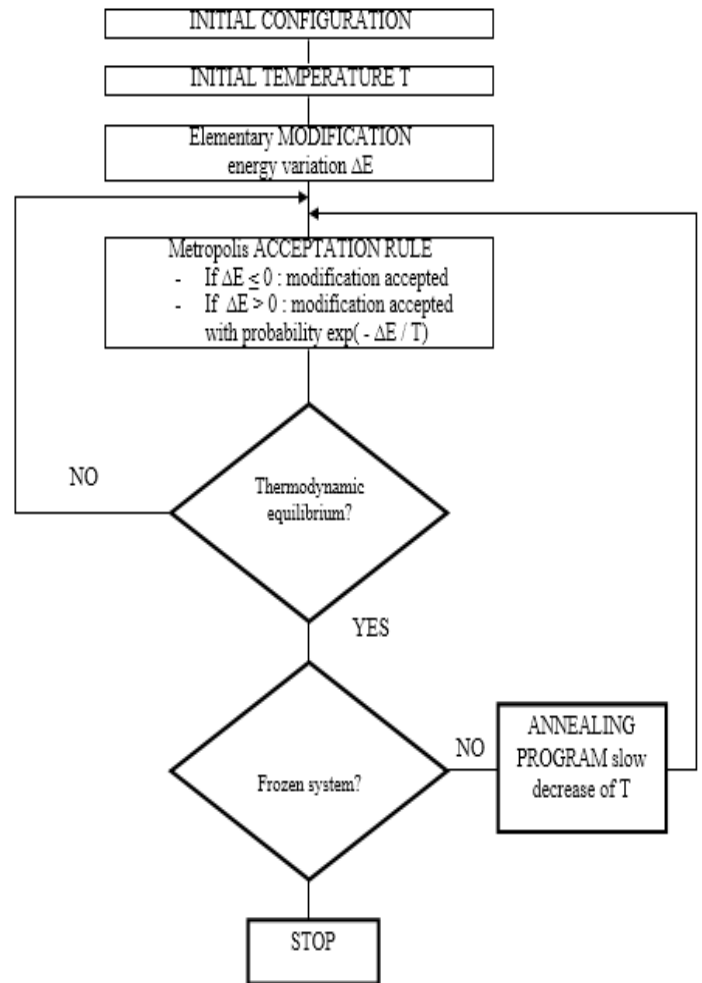 INITIAL CONFIGURATION
INITIAL TEMPERATURE T
Elementary MODIFICATION
energy variation ΔE
Metropolis ACCEPTATION RULE
- If ΔE ≤ 0 : modification accepted
- If ΔE > 0 : modification accepted
with probability exp( - ΔE / T)
NO
Thermodynamic
equilibrium?
YES
NO
ANNEALING
PROGRAM slow
decrease of T
Frozen system?
STOP